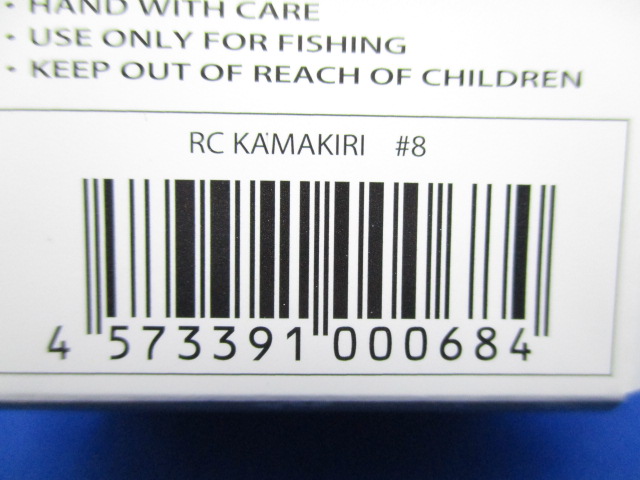 • HAND WITH CARE
• USE ONLY FOR FISHING
• KEEP OUT OF REACH OF CHILDREN
RC KAMAKIRI #8
4 573391 000684